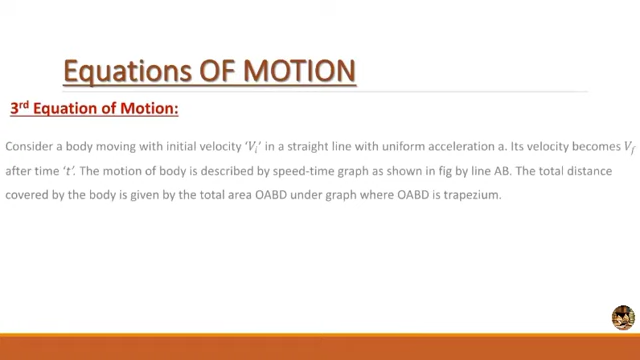 Equations OF MOTION
3rd Equation of Motion:
Consider a body moving with initial velocity ‘Vi’ in a straight line with uniform acceleration a. Its velocity becomes Vf
after time ‘t’. The motion of body is described by speed-time graph as shown in fig by line AB. The total distance
covered by the body is given by the total area OABD under graph where OABD is trapezium.